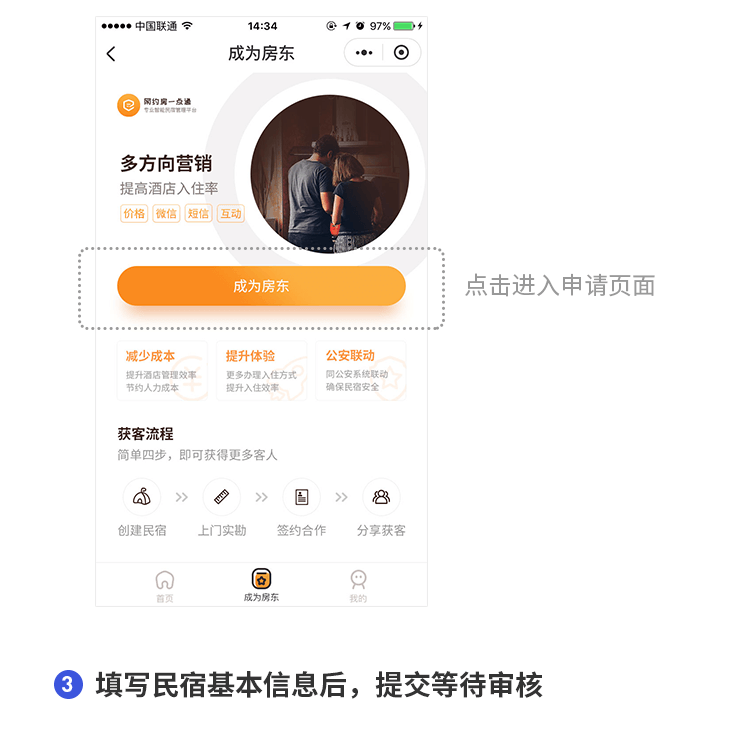 中国联通 14:34 97%
成为房东
网约房一点通
专业智能民宿管理平台
多方向营销
提高酒店入住率
价格 微信 短信 互动
成为房东
点击进入申请页面
减少成本 提升体验 公安联动
提升酒店管理效率 更多办理入住方式 同公安系统联动
节约人力成本 提升入住效率 确保民宿安全
获客流程
简单四步，即可获得更多客人
创建民宿 上门实勘 签约合作 分享获客
首页 成为房东 我的
3 填写民宿基本信息后，提交等待审核